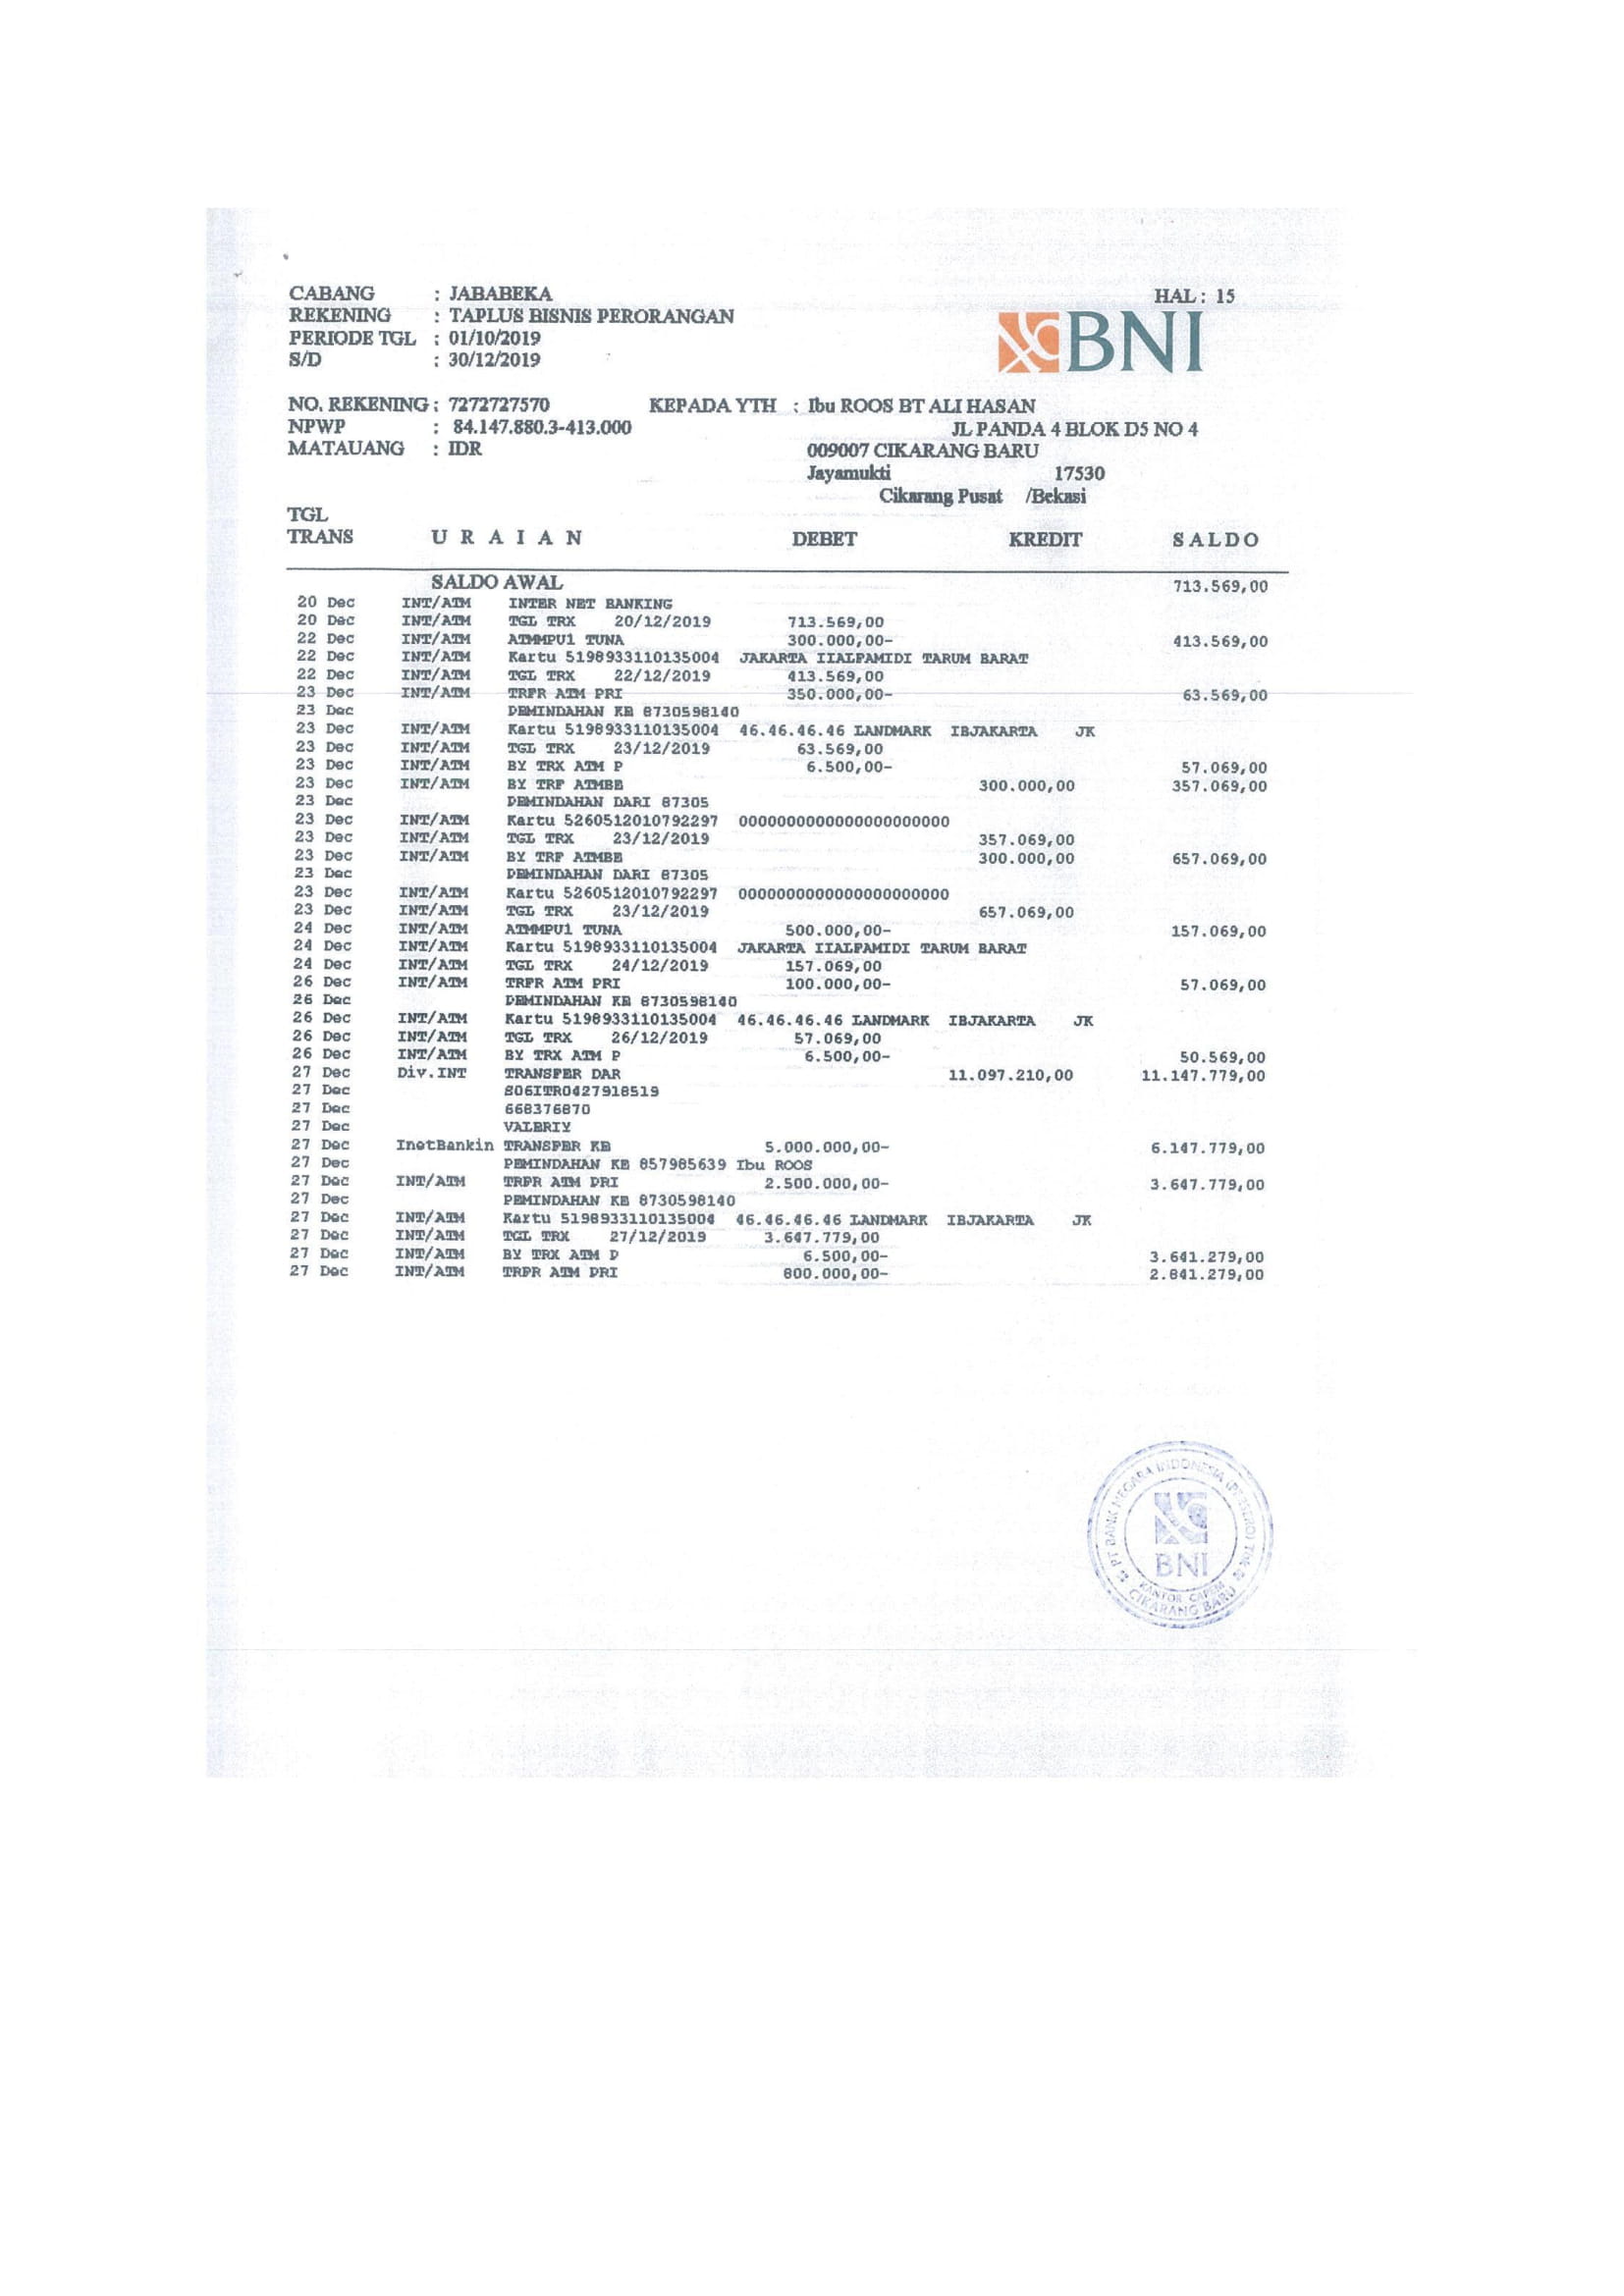 CABANG : JABABEKA HAL : 15
REKENING : TAPLUS BISNIS PERORANGAN
PERIODE TGL : 01/10/2019
S/D : 30/12/2019
BNI
NO. REKENING : 7272727570 KEPADA YTH : Ibu ROOS BT ALI HASAN
NPWP : 84.147.880.3-413.000 JL PANDA 4 BLOK D5 NO 4
MATAUANG : IDR 009007 CIKARANG BARU
Jayamukti 17530
Cikarang Pusat /Bekasi
TGL
TRANS U R A I A N DEBET KREDIT S A L D O
SALDO AWAL 713.569,00
20 Dec INT/ATM INTER NET BANKING
20 Dec INT/ATM TGL TRX 20/12/2019 713.569,00
22 Dec INT/ATM ATMMPU1 TUNA 300.000,00- 413.569,00
22 Dec INT/ATM Kartu 5198933110135004 JAKARTA IIALFAMIDI TARUM BARAT
22 Dec INT/ATM TGL TRX 22/12/2019 413.569,00
23 Dec INT/ATM TRFR ATM PRI 350.000,00- 63.569,00
23 Dec PEMINDAHAN KE 8730598140
23 Dec INT/ATM Kartu 5198933110135004 46.46.46.46 LANDMARK IBJAKARTA JK
23 Dec INT/ATM TGL TRX 23/12/2019 63.569,00
23 Dec INT/ATM BY TRX ATM P 6.500,00- 57.069,00
23 Dec INT/ATM BY TRF ATMBE 300.000,00 357.069,00
23 Dec PEMINDAHAN DARI 87305
23 Dec INT/ATM Kartu 5260512010792297 0000000000000000000000
23 Dec INT/ATM TGL TRX 23/12/2019 357.069,00
23 Dec INT/ATM BY TRF ATMBE 300.000,00 657.069,00
23 Dec PEMINDAHAN DARI 87305
23 Dec INT/ATM Kartu 5260512010792297 0000000000000000000000
23 Dec INT/ATM TGL TRX 23/12/2019 657.069,00
24 Dec INT/ATM ATMMPU1 TUNA 500.000,00- 157.069,00
24 Dec INT/ATM Kartu 5198933110135004 JAKARTA IIALFAMIDI TARUM BARAT
24 Dec INT/ATM TGL TRX 24/12/2019 157.069,00
26 Dec INT/ATM TRFR ATM PRI 100.000,00- 57.069,00
26 Dec PEMINDAHAN KE 8730598140
26 Dec INT/ATM Kartu 5198933110135004 46.46.46.46 LANDMARK IBJAKARTA JK
26 Dec INT/ATM TGL TRX 26/12/2019 57.069,00
26 Dec INT/ATM BY TRX ATM P 6.500,00- 50.569,00
27 Dec Div.INT TRANSFER DAR 11.097.210,00 11.147.779,00
27 Dec S06ITR0427918519
27 Dec 668376870
27 Dec VALERIY
27 Dec InetBankin TRANSFER KE 5.000.000,00- 6.147.779,00
27 Dec PEMINDAHAN KE 857985639 Ibu ROOS
27 Dec INT/ATM TRFR ATM PRI 2.500.000,00- 3.647.779,00
27 Dec PEMINDAHAN KE 8730598140
27 Dec INT/ATM Kartu 5198933110135004 46.46.46.46 LANDMARK IBJAKARTA JK
27 Dec INT/ATM TGL TRX 27/12/2019 3.647.779,00
27 Dec INT/ATM BY TRX ATM P 6.500,00- 3.641.279,00
27 Dec INT/ATM TRFR ATM PRI 800.000,00- 2.841.279,00
PT BANK NEGARA INDONESIA (PERSERO) Tbk
BNI
KANTOR CAPEM
CIKARANG BARU